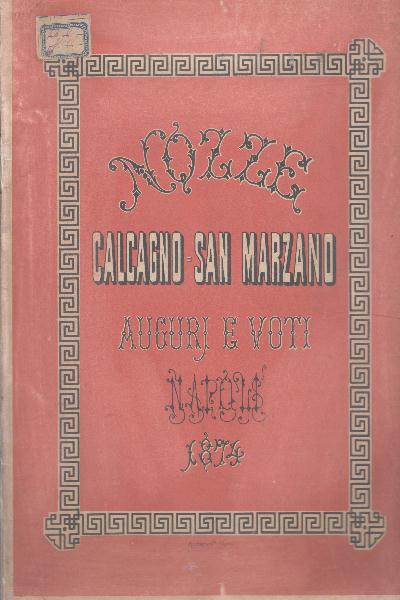 NOZZE
CALCAGNO - SAN MARZANO
AUGURJ E VOTI
NAPOLI
1874